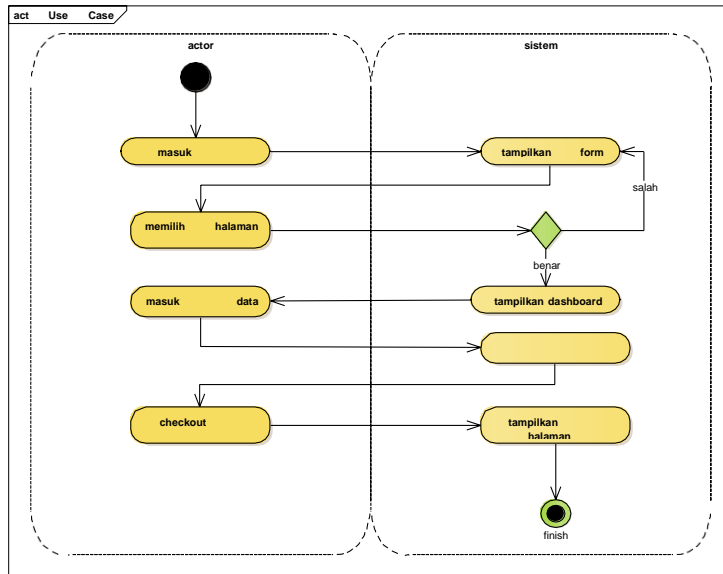 act Use Case
actor
sistem
masuk
tampilkan form
salah
memilih halaman
benar
masuk data
tampilkan dashboard
checkout
tampilkan
halaman
finish